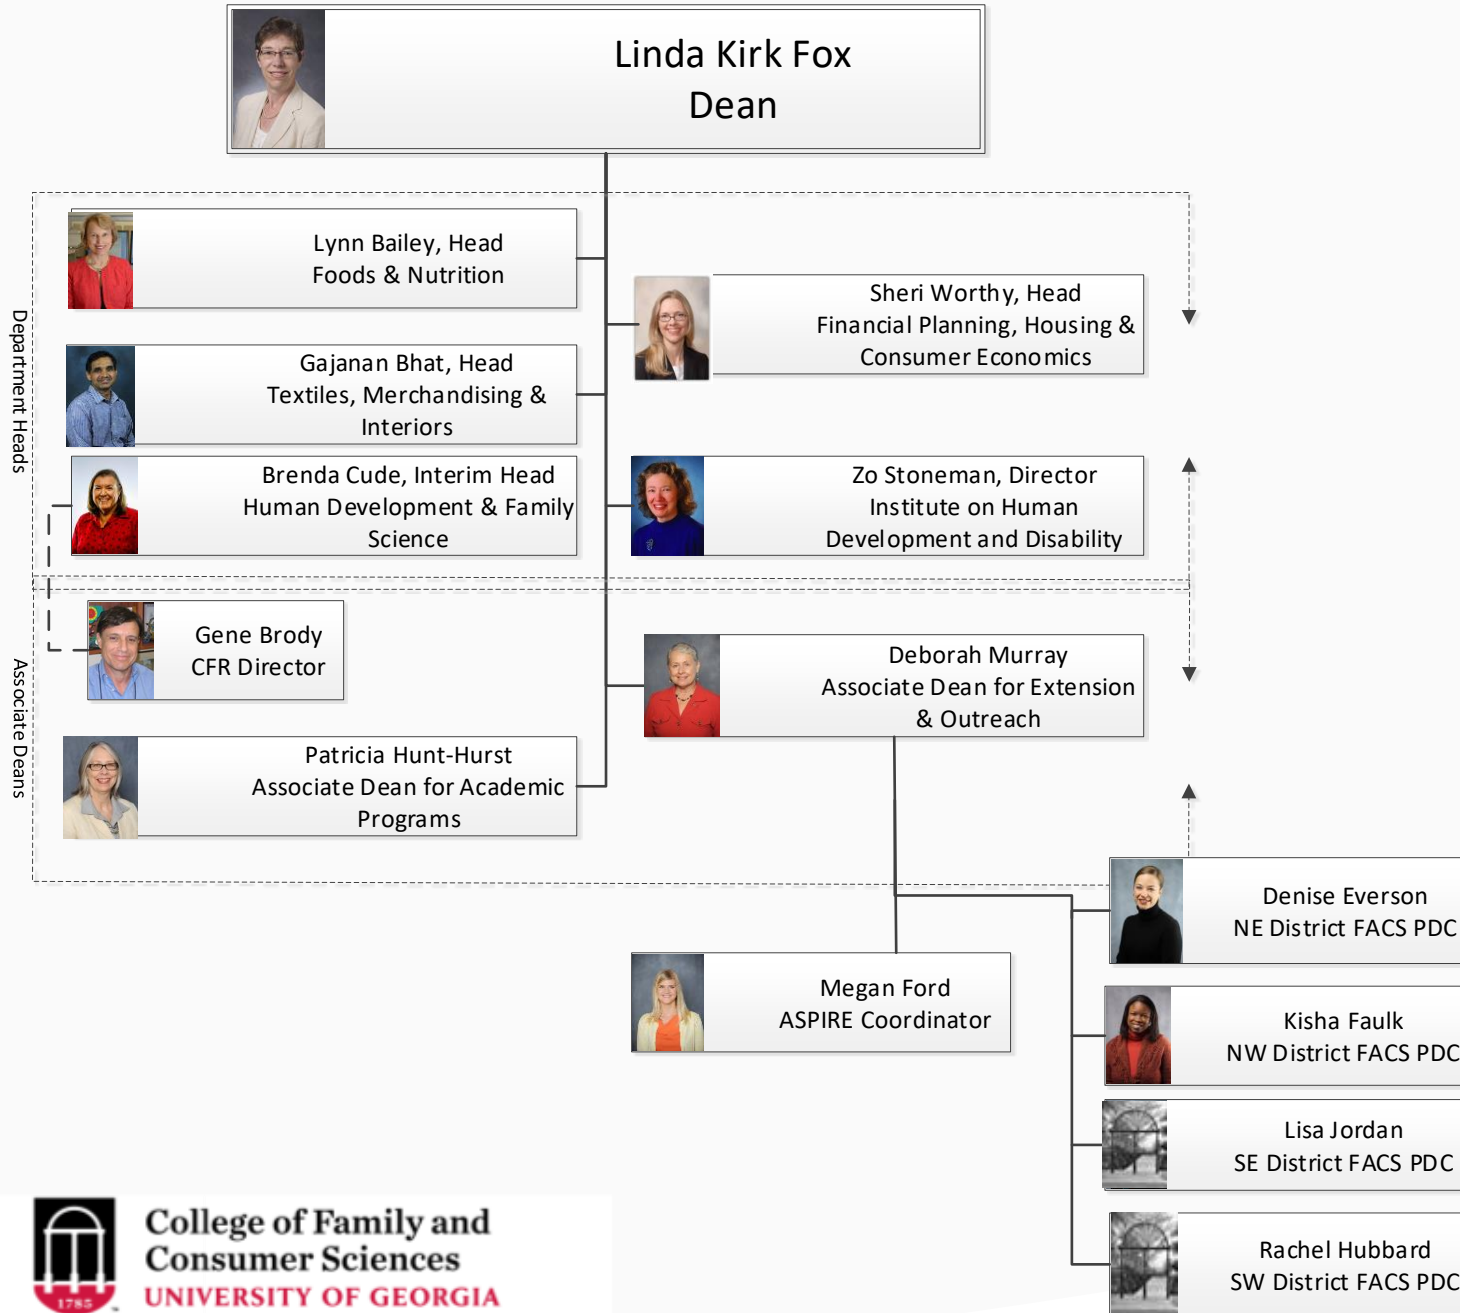 Linda Kirk Fox
Dean
Department Heads
Lynn Bailey, Head
Foods & Nutrition
Sheri Worthy, Head
Financial Planning, Housing &
Consumer Economics
Gajanan Bhat, Head
Textiles, Merchandising &
Interiors
Brenda Cude, Interim Head
Human Development & Family
Science
Zo Stoneman, Director
Institute on Human
Development and Disability
Associate Deans
Gene Brody
CFR Director
Deborah Murray
Associate Dean for Extension
& Outreach
Patricia Hunt-Hurst
Associate Dean for Academic
Programs
Denise Everson
NE District FACS PDC
Megan Ford
ASPIRE Coordinator
Kisha Faulk
NW District FACS PDC
Lisa Jordan
SE District FACS PDC
Rachel Hubbard
SW District FACS PDC
1785
College of Family and
Consumer Sciences
UNIVERSITY OF GEORGIA